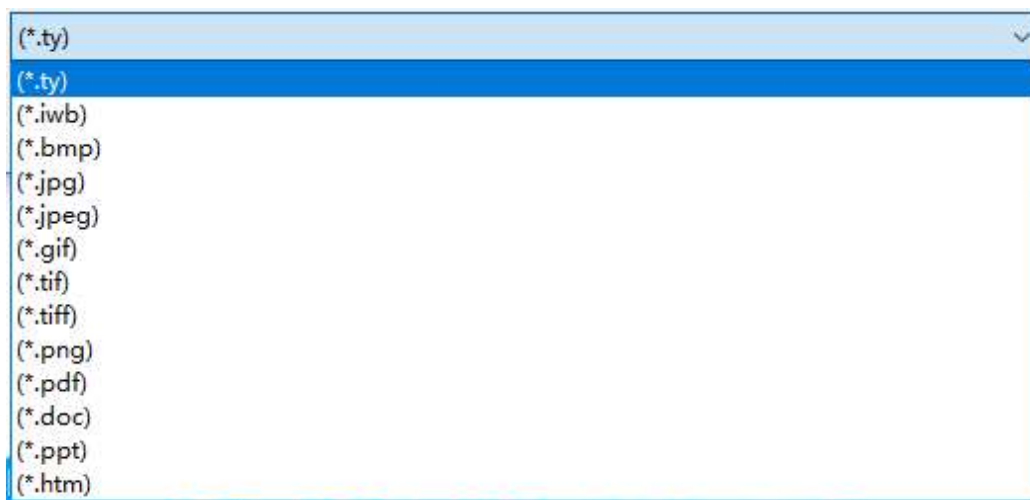 (*.ty)
(*.ty)
(*.iwb)
(*.bmp)
(*.jpg)
(*.jpeg)
(*.gif)
(*.tif)
(*.tiff)
(*.png)
(*.pdf)
(*.doc)
(*.ppt)
(*.htm)